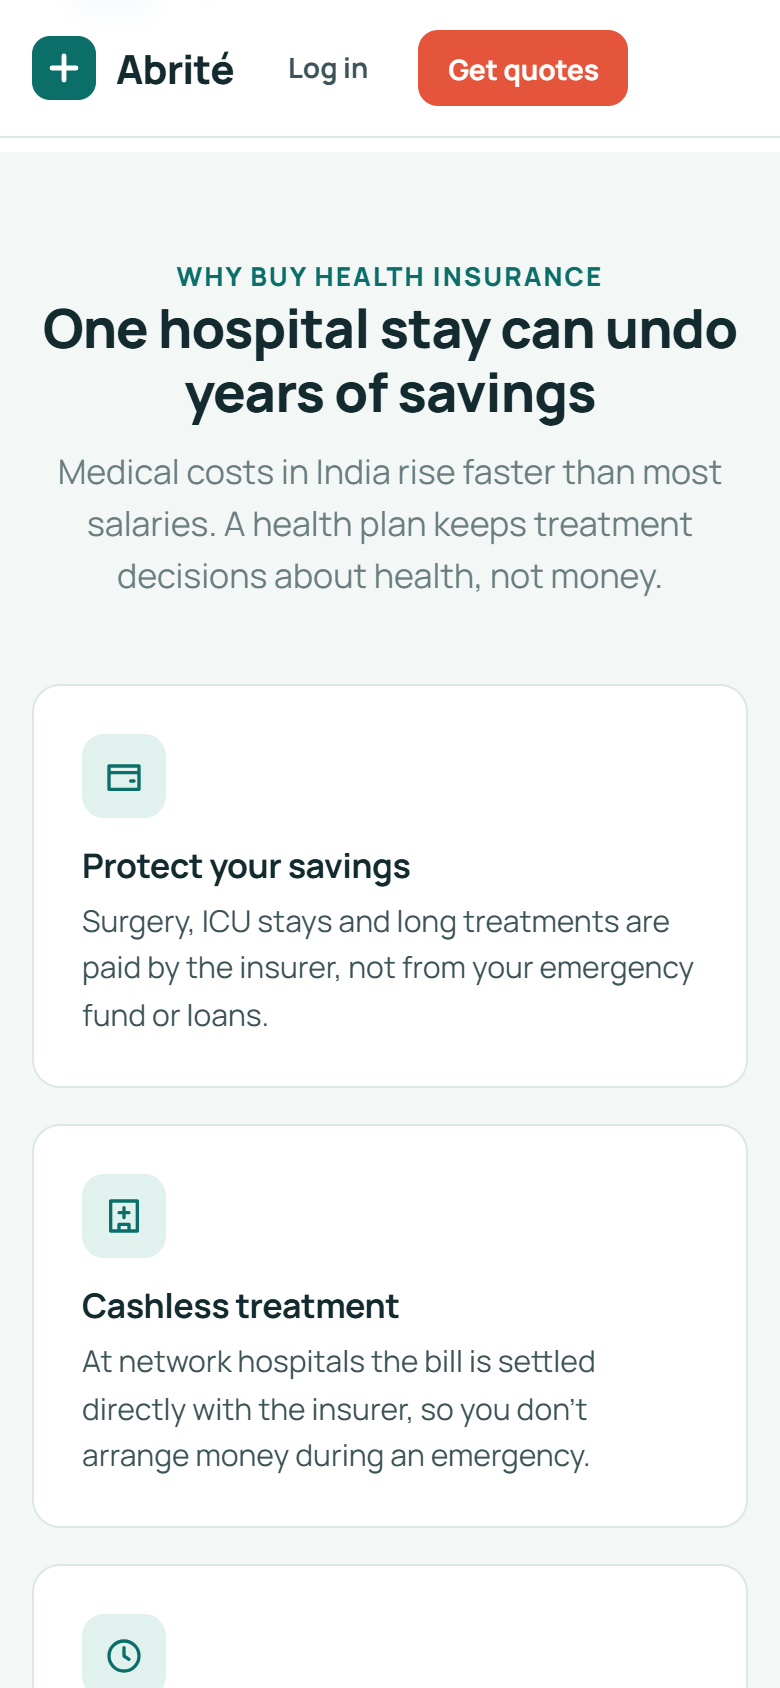 Abrité
Log in
Get quotes
WHY BUY HEALTH INSURANCE
One hospital stay can undo
years of savings
Medical costs in India rise faster than most
salaries. A health plan keeps treatment
decisions about health, not money.
Protect your savings
Surgery, ICU stays and long treatments are
paid by the insurer, not from your emergency
fund or loans.
Cashless treatment
At network hospitals the bill is settled
directly with the insurer, so you don’t
arrange money during an emergency.